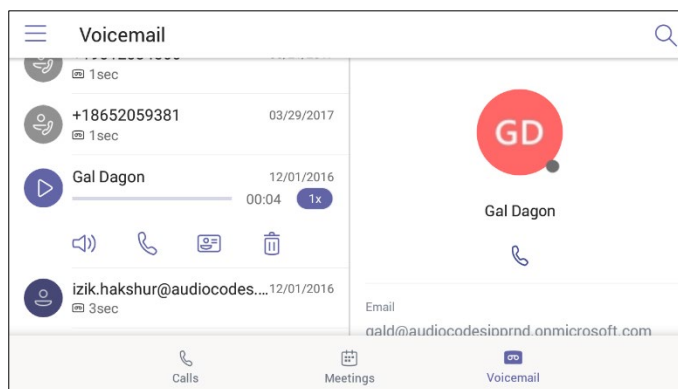 Voicemail
1sec
+18652059381 03/29/2017
1sec
Gal Dagon 12/01/2016
00:04 1x
izik.hakshur@audiocodes.... 12/01/2016
3sec
GD
Gal Dagon
Email
gald@audiocodesipprnd.onmicrosoft.com
Calls Meetings Voicemail